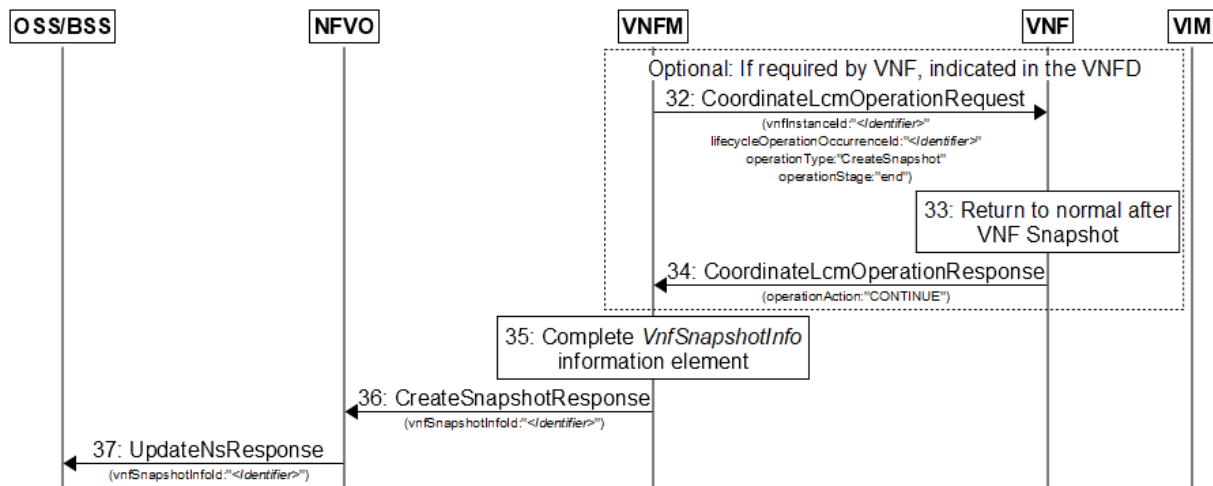 OSS/BSS NFVO VNFM VNF VIM
Optional: If required by VNF, indicated in the VNFD
32: CoordinateLcmOperationRequest
(vnfInstanceId:"<Identifier>"
lifecycleOperationOccurrenceId:"<Identifier>"
operationType:"CreateSnapshot"
operationStage:"end")
33: Return to normal after
VNF Snapshot
34: CoordinateLcmOperationResponse
(operationAction:"CONTINUE")
35: Complete VnfSnapshotInfo
information element
36: CreateSnapshotResponse
(vnfSnapshotInfoId:"<Identifier>")
37: UpdateNsResponse
(vnfSnapshotInfoId:"<Identifier>")